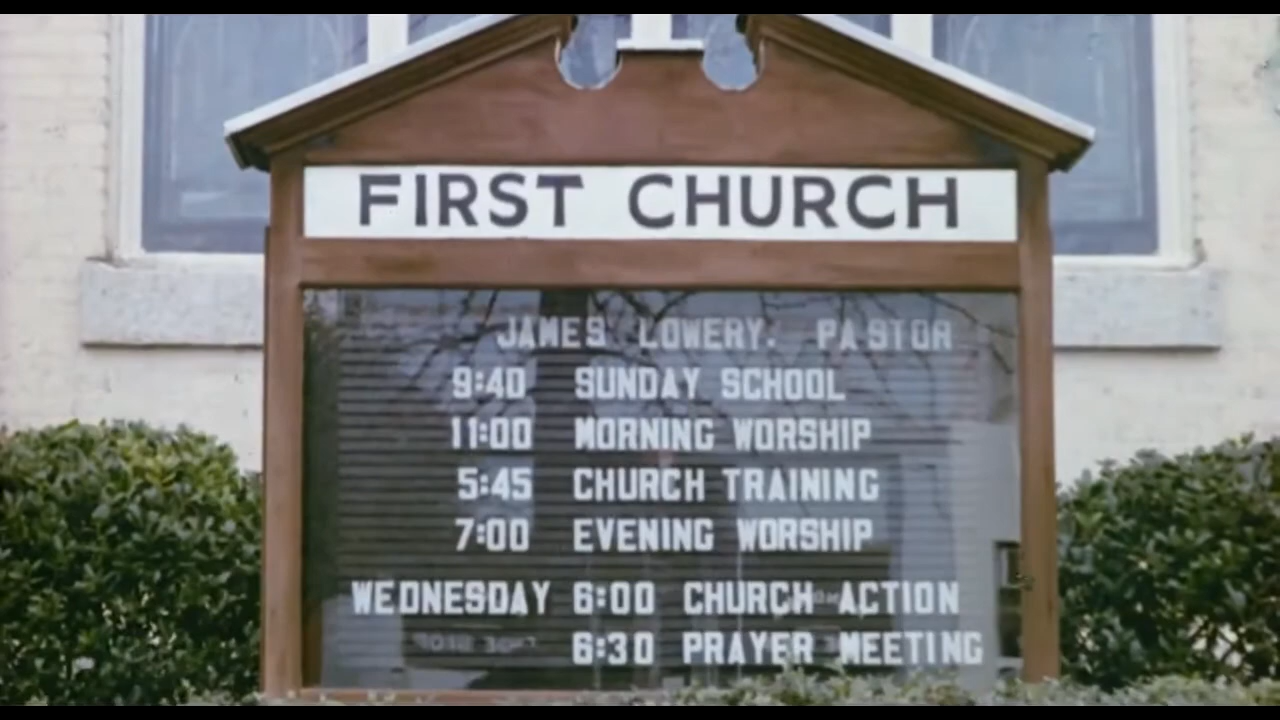 FIRST CHURCH
JAMES LOWERY. PASTOR
9:40 SUNDAY SCHOOL
11:00 MORNING WORSHIP
5:45 CHURCH TRAINING
7:00 EVENING WORSHIP
WEDNESDAY 6:00 CHURCH ACTION
6:30 PRAYER MEETING